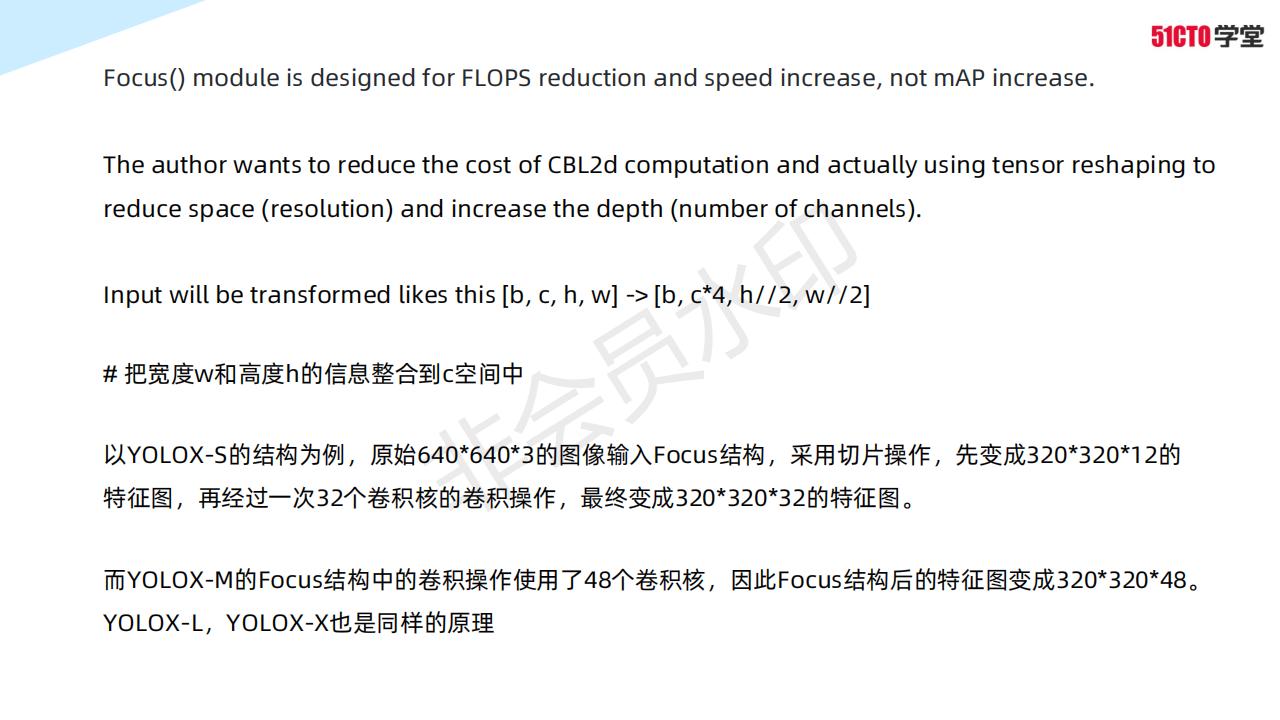 51CTO学堂
Focus() module is designed for FLOPS reduction and speed increase, not mAP increase.
The author wants to reduce the cost of CBL2d computation and actually using tensor reshaping to
reduce space (resolution) and increase the depth (number of channels).
Input will be transformed likes this [b, c, h, w] -> [b, c*4, h//2, w//2]
# 把宽度w和高度h的信息整合到c空间中
以YOLOX-S的结构为例，原始640*640*3的图像输入Focus结构，采用切片操作，先变成320*320*12的
特征图，再经过一次32个卷积核的卷积操作，最终变成320*320*32的特征图。
而YOLOX-M的Focus结构中的卷积操作使用了48个卷积核，因此Focus结构后的特征图变成320*320*48。
YOLOX-L，YOLOX-X也是同样的原理
非会员水印